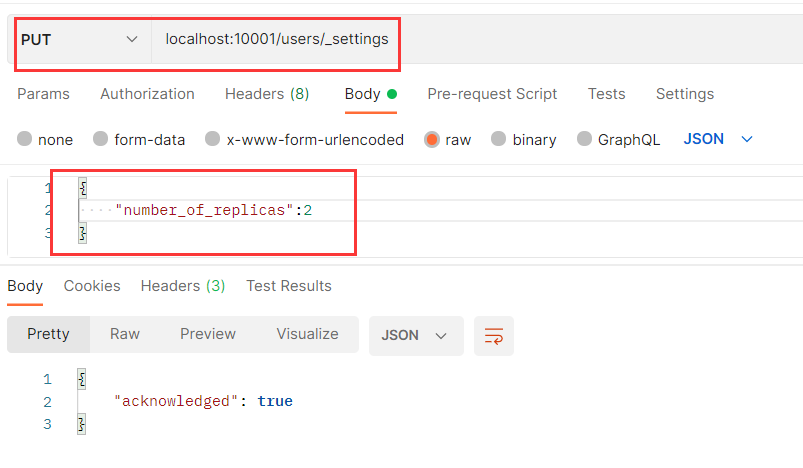 PUT localhost:10001/users/_settings
Params Authorization Headers (8) Body Pre-request Script Tests Settings
none form-data x-www-form-urlencoded raw binary GraphQL JSON
1 {
2 "number_of_replicas":2
3 }
Body Cookies Headers (3) Test Results
Pretty Raw Preview Visualize JSON
1 {
2 "acknowledged": true
3 }